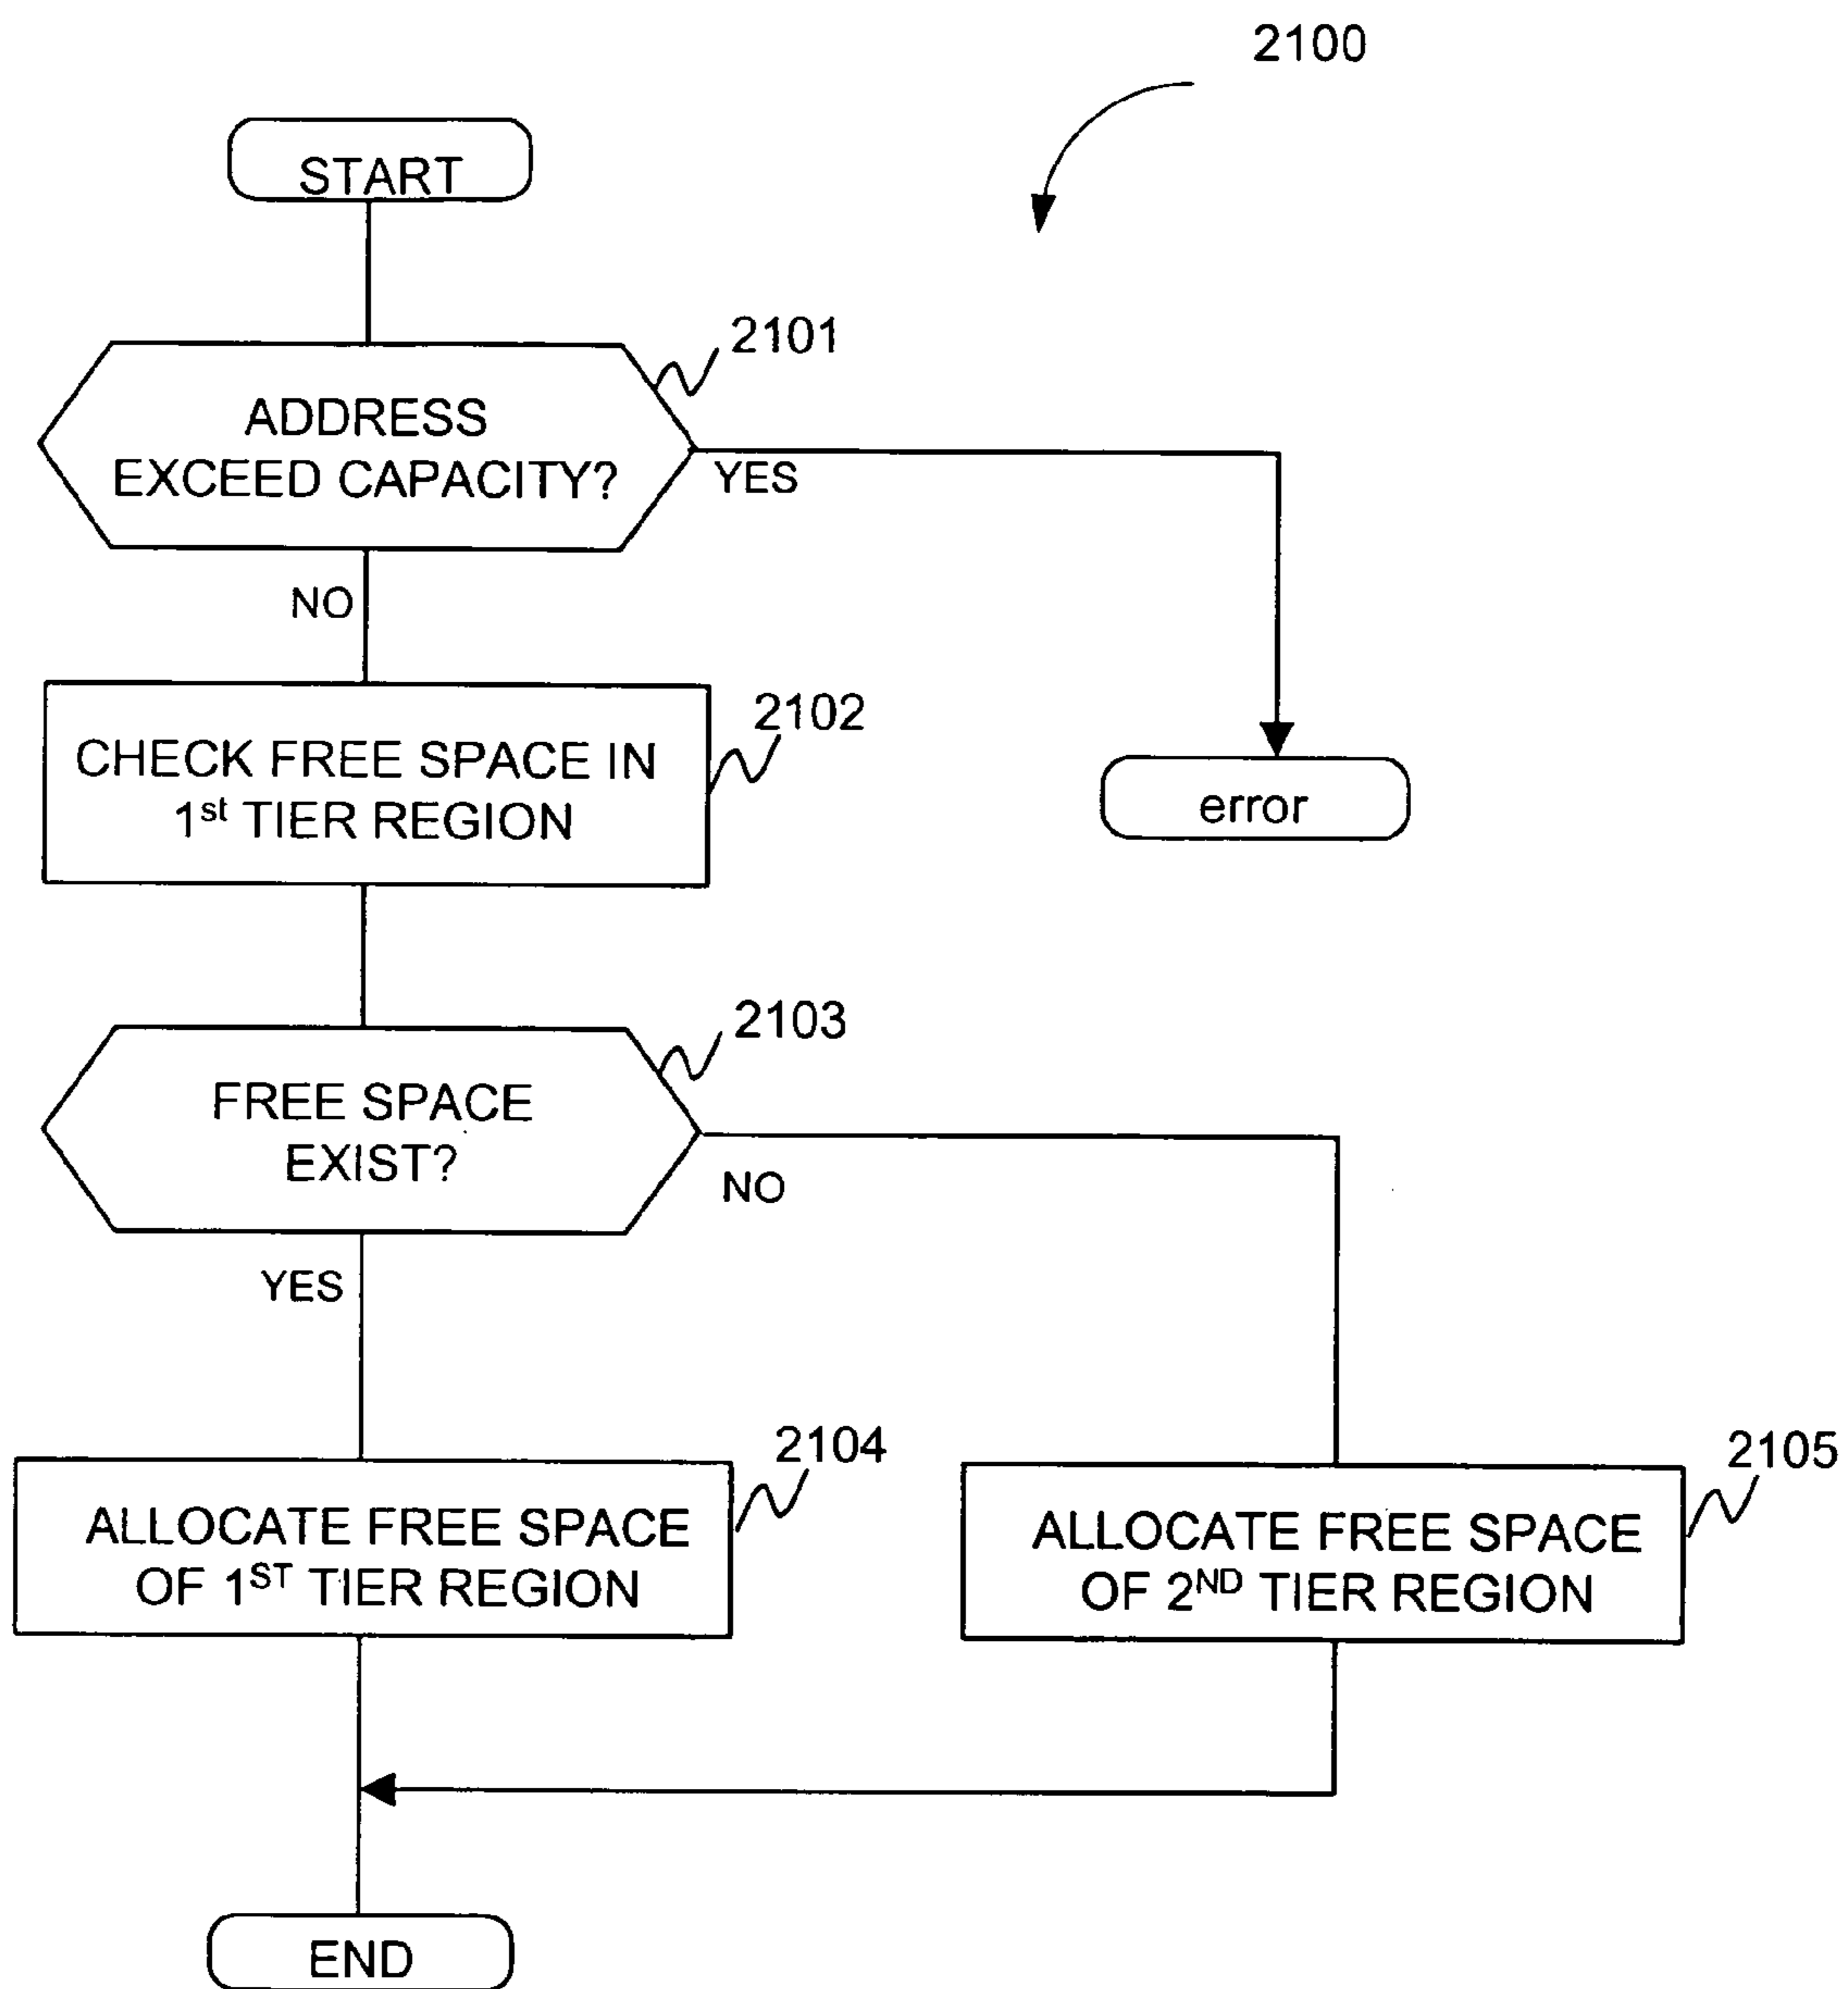 2100
START
2101
ADDRESS
EXCEED CAPACITY?
YES
NO
2102
CHECK FREE SPACE IN
1st TIER REGION
error
2103
FREE SPACE
EXIST?
NO
YES
2104
ALLOCATE FREE SPACE
OF 1ST TIER REGION
2105
ALLOCATE FREE SPACE
OF 2ND TIER REGION
END